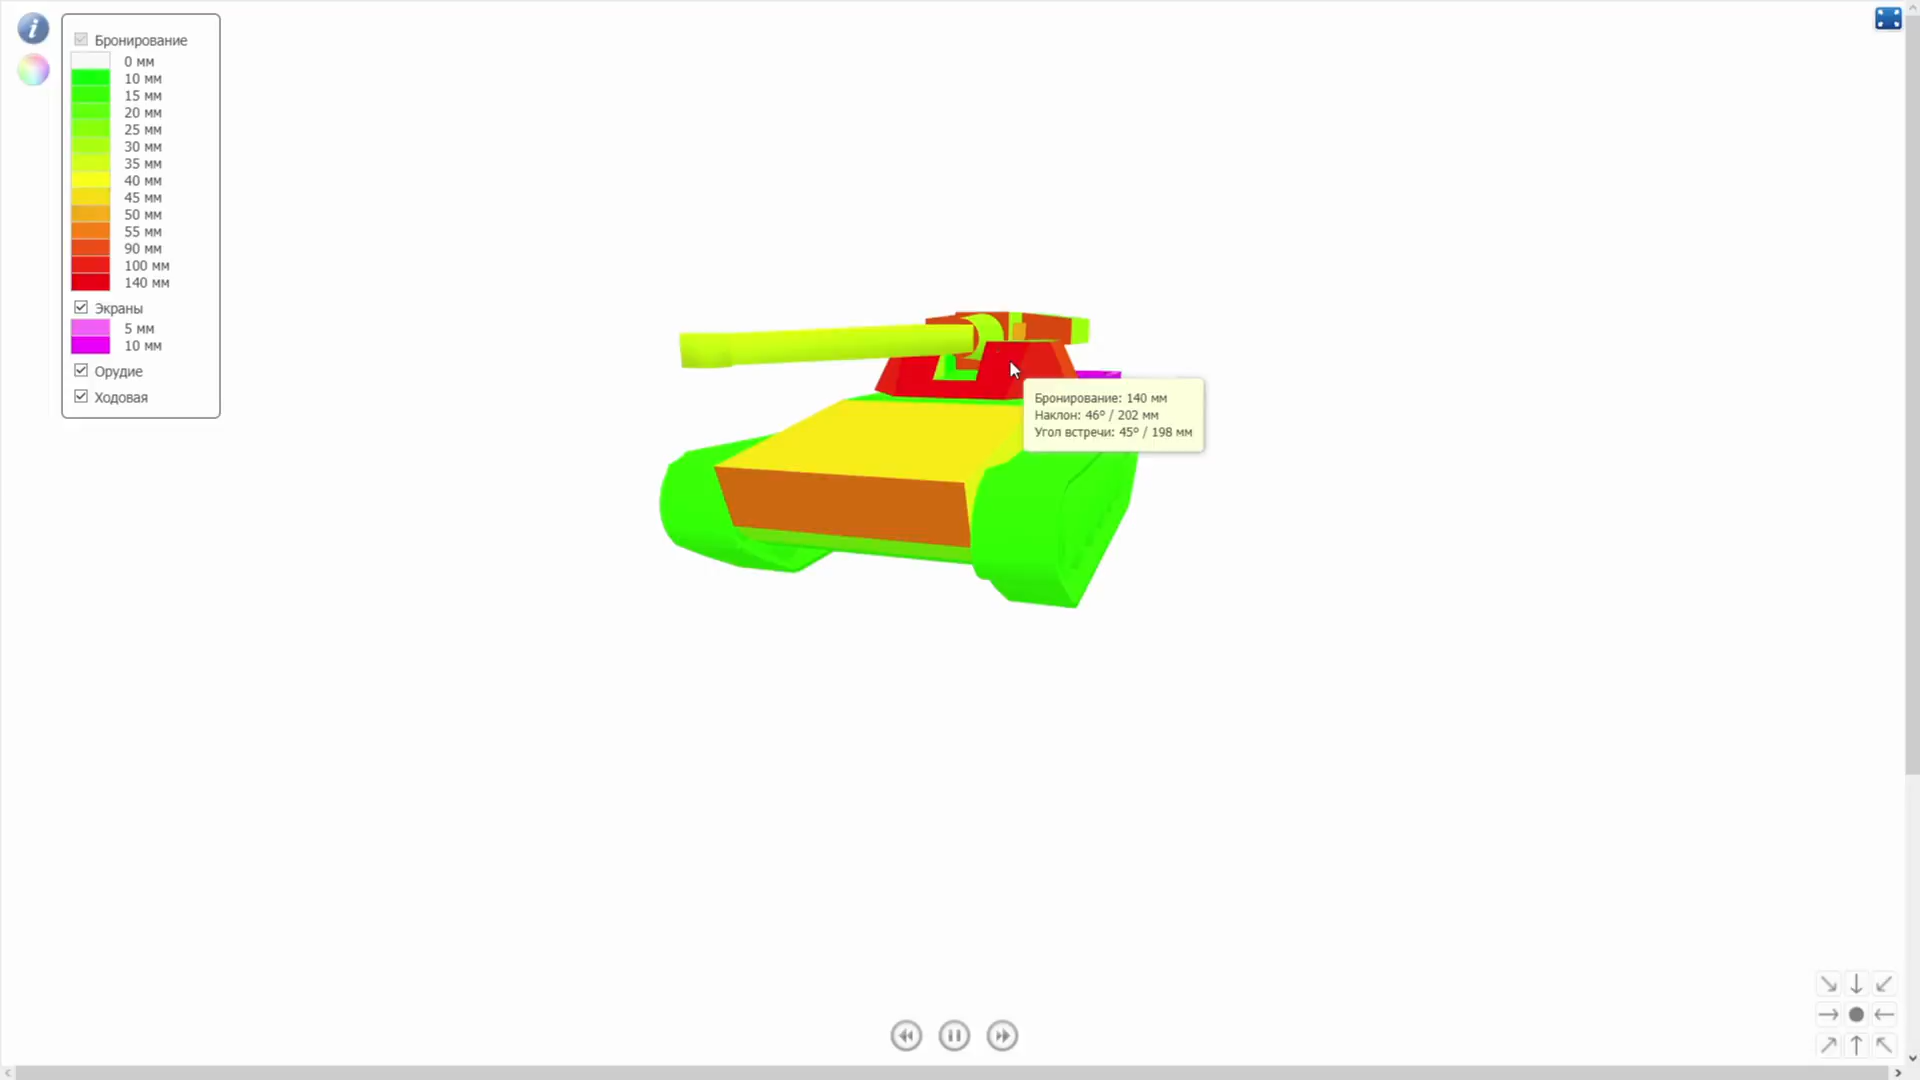 Бронирование
0 мм
10 мм
15 мм
20 мм
25 мм
30 мм
35 мм
40 мм
45 мм
50 мм
55 мм
90 мм
100 мм
140 мм
Экраны
5 мм
10 мм
Орудие
Ходовая
Бронирование: 140 мм
Наклон: 46º / 202 мм
Угол встречи: 45º / 198 мм